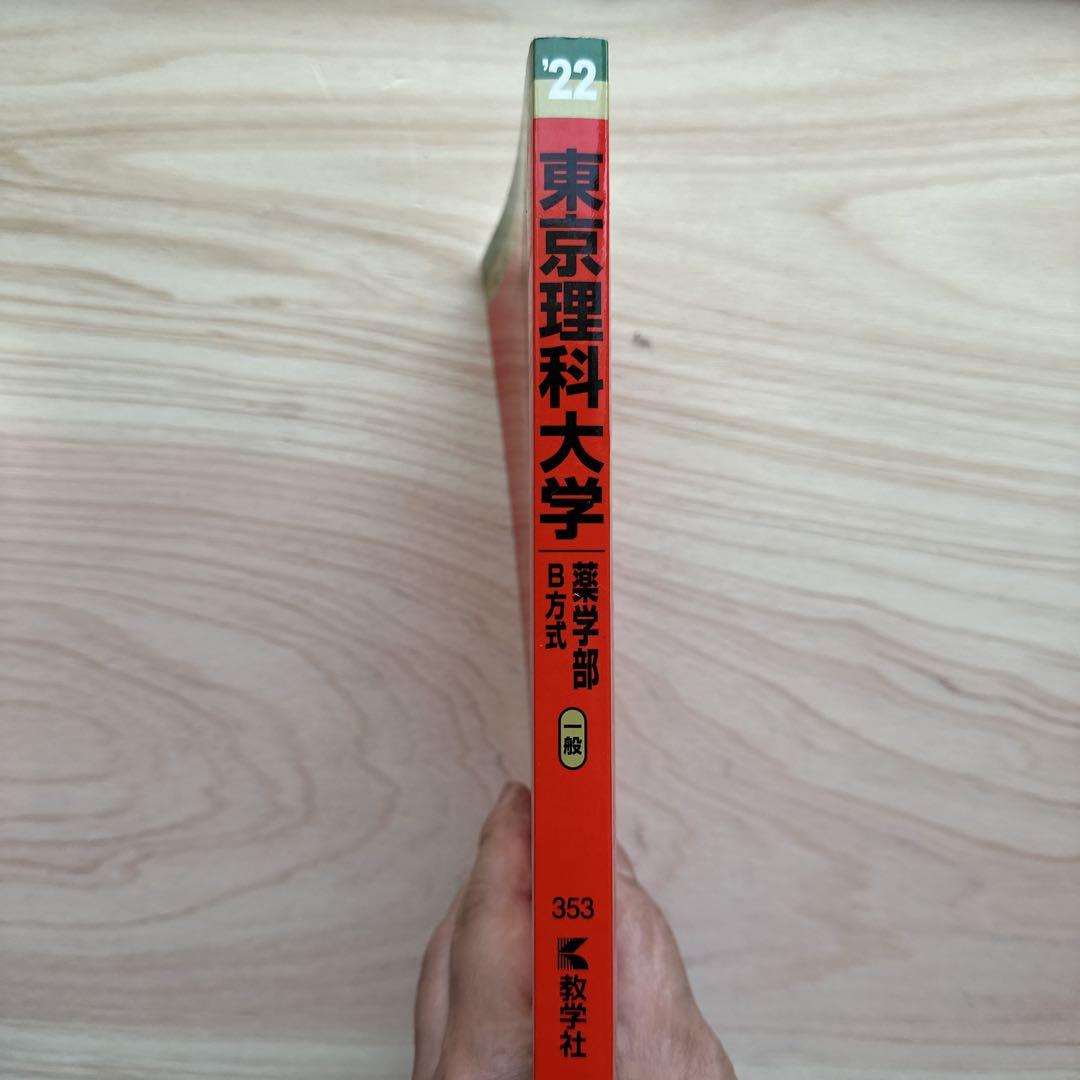 '22
東京理科大学
薬学部
B方式
一般
353
教学社